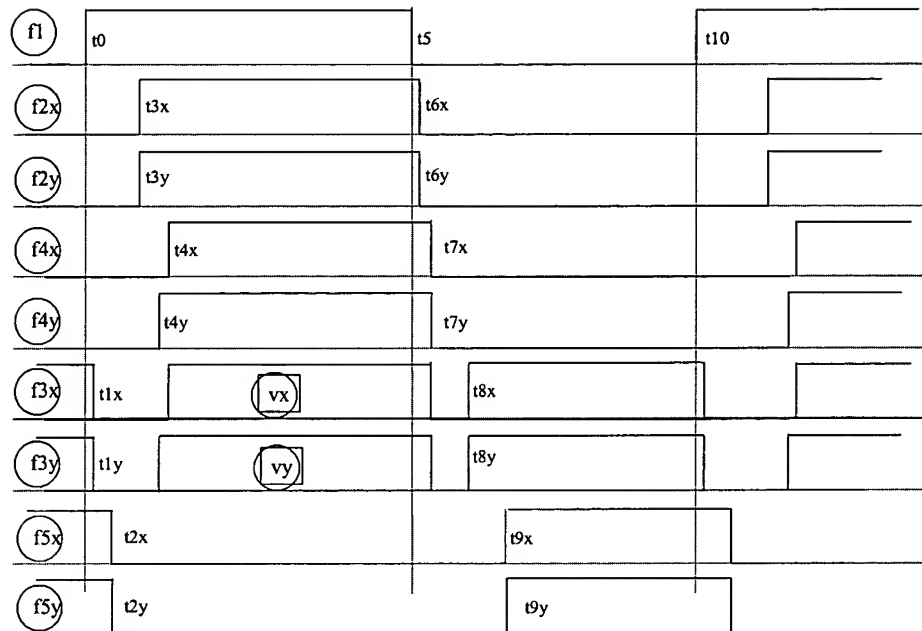 f1 t0 t5 t10
f2x t3x t6x
f2y t3y t6y
f4x t4x t7x
f4y t4y t7y
f3x t1x vx t8x
f3y t1y vy t8y
f5x t2x t9x
f5y t2y t9y